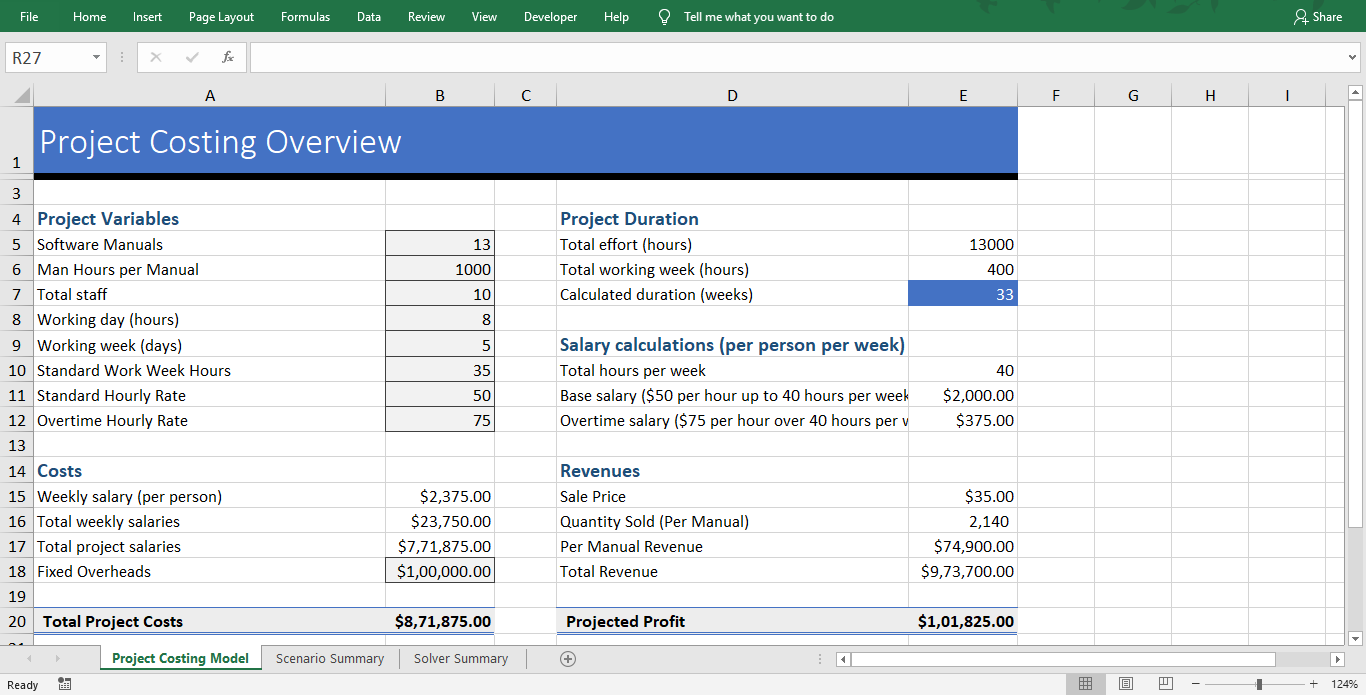 File Home Insert Page Layout Formulas Data Review View Developer Help Tell me what you want to do Share
R27 fx
A B C D E F G H I
1 Project Costing Overview
3
4 Project Variables Project Duration
5 Software Manuals 13 Total effort (hours) 13000
6 Man Hours per Manual 1000 Total working week (hours) 400
7 Total staff 10 Calculated duration (weeks) 33
8 Working day (hours) 8
9 Working week (days) 5 Salary calculations (per person per week)
10 Standard Work Week Hours 35 Total hours per week 40
11 Standard Hourly Rate 50 Base salary ($50 per hour up to 40 hours per week $2,000.00
12 Overtime Hourly Rate 75 Overtime salary ($75 per hour over 40 hours per $375.00
13
14 Costs Revenues
15 Weekly salary (per person) $2,375.00 Sale Price $35.00
16 Total weekly salaries $23,750.00 Quantity Sold (Per Manual) 2,140
17 Total project salaries $7,71,875.00 Per Manual Revenue $74,900.00
18 Fixed Overheads $1,00,000.00 Total Revenue $9,73,700.00
19
20 Total Project Costs $8,71,875.00 Projected Profit $1,01,825.00
Project Costing Model Scenario Summary Solver Summary
Ready 124%